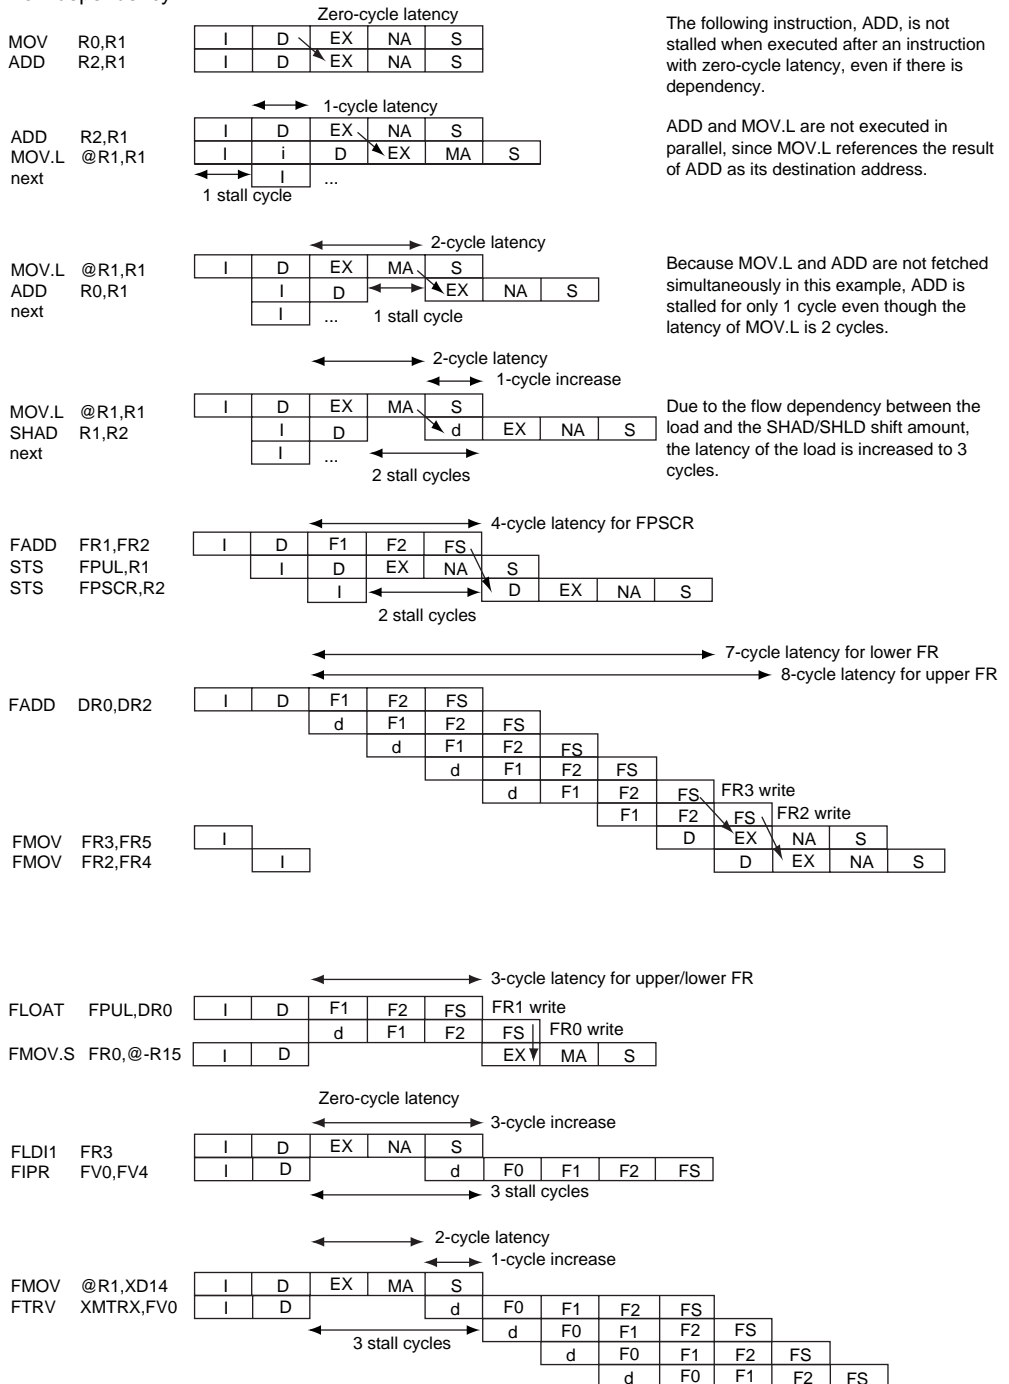 Zero-cycle latency
MOV R0,R1 I D EX NA S
ADD R2,R1 I D EX NA S
The following instruction, ADD, is not
stalled when executed after an instruction
with zero-cycle latency, even if there is
dependency.
1-cycle latency
ADD R2,R1 I D EX NA S
MOV.L @R1,R1 I i D EX MA S
next I ...
1 stall cycle
ADD and MOV.L are not executed in
parallel, since MOV.L references the result
of ADD as its destination address.
2-cycle latency
MOV.L @R1,R1 I D EX MA S
ADD R0,R1 I D EX NA S
next I ... 1 stall cycle
Because MOV.L and ADD are not fetched
simultaneously in this example, ADD is
stalled for only 1 cycle even though the
latency of MOV.L is 2 cycles.
2-cycle latency
1-cycle increase
MOV.L @R1,R1 I D EX MA S
SHAD R1,R2 I D d EX NA S
next I ...
2 stall cycles
Due to the flow dependency between the
load and the SHAD/SHLD shift amount,
the latency of the load is increased to 3
cycles.
4-cycle latency for FPSCR
FADD FR1,FR2 I D F1 F2 FS
STS FPUL,R1 I D EX NA S
STS FPSCR,R2 I D EX NA S
2 stall cycles
7-cycle latency for lower FR
8-cycle latency for upper FR
FADD DR0,DR2 I D F1 F2 FS
d F1 F2 FS
d F1 F2 FS
d F1 F2 FS
d F1 F2 FS FR3 write
F1 F2 FS FR2 write
FMOV FR3,FR5 I D EX NA S
FMOV FR2,FR4 I D EX NA S
3-cycle latency for upper/lower FR
FLOAT FPUL,DR0 I D F1 F2 FS FR1 write
d F1 F2 FS FR0 write
FMOV.S FR0,@-R15 I D EX MA S
Zero-cycle latency
3-cycle increase
FLDI1 FR3 I D EX NA S
FIPR FV0,FV4 I D d F0 F1 F2 FS
3 stall cycles
2-cycle latency
1-cycle increase
FMOV @R1,XD14 I D EX MA S
FTRV XMTRX,FV0 I D d F0 F1 F2 FS
3 stall cycles d F0 F1 F2 FS
d F0 F1 F2 FS
d F0 F1 F2 FS